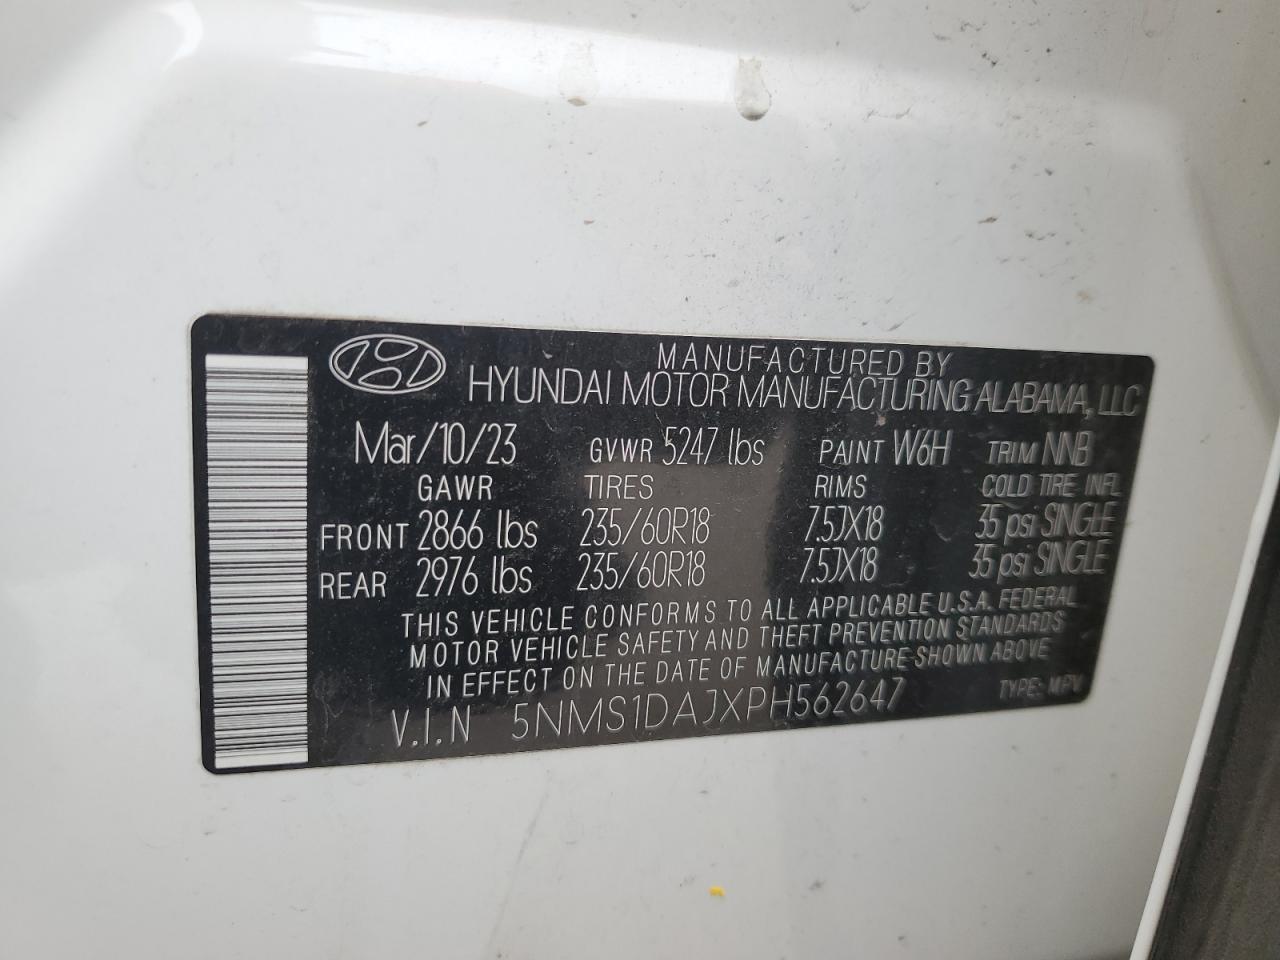 MANUFACTURED BY
HYUNDAI MOTOR MANUFACTURING ALABAMA, LLC
Mar/10/23 GVWR 5247 lbs PAINT W6H TRIM NNB
GAWR TIRES RIMS COLD TIRE INFL
FRONT 2866 lbs 235/60R18 7.5JX18 35 psi SINGLE
REAR 2976 lbs 235/60R18 7.5JX18 35 psi SINGLE
THIS VEHICLE CONFORMS TO ALL APPLICABLE U.S.A. FEDERAL
MOTOR VEHICLE SAFETY AND THEFT PREVENTION STANDARDS
IN EFFECT ON THE DATE OF MANUFACTURE SHOWN ABOVE
V.I.N 5NMS1DAJXPH562647 TYPE: MPV